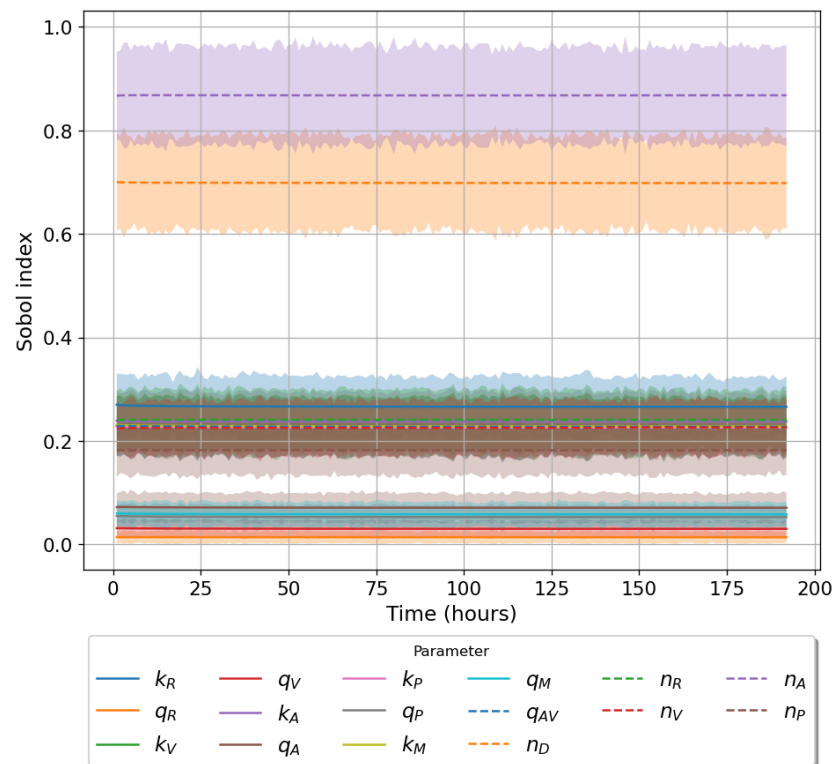 1.0
0.8
0.6
0.4
0.2
0.0
Sobol index
0 25 50 75 100 125 150 175 200
Time (hours)
Parameter
k_R q_V k_P q_M n_R n_A
q_R k_A q_P q_{AV} n_V n_P
k_V q_A k_M n_D